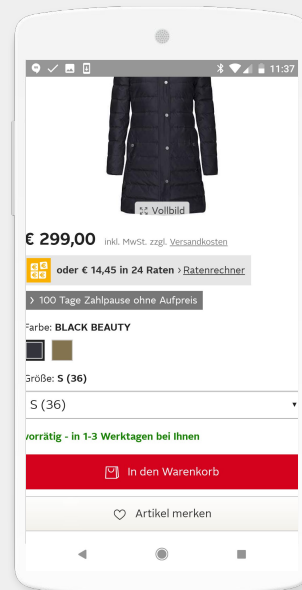 11:37
Vollbild
€ 299,00 inkl. MwSt. zzgl. Versandkosten
oder € 14,45 in 24 Raten › Ratenrechner
› 100 Tage Zahlpause ohne Aufpreis
Farbe: BLACK BEAUTY
Größe: S (36)
S (36)
vorrätig - in 1-3 Werktagen bei Ihnen
In den Warenkorb
Artikel merken